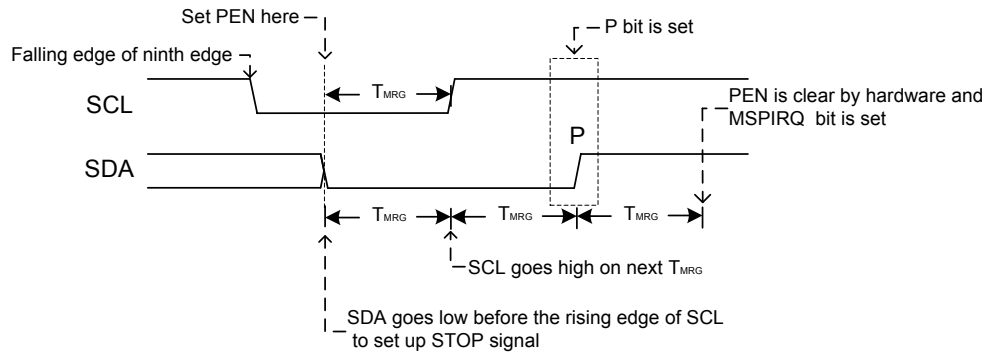 Set PEN here
P bit is set
Falling edge of ninth edge
SCL
TMRG
PEN is clear by hardware and
MSPIRQ bit is set
P
SDA
TMRG
TMRG
TMRG
SCL goes high on next TMRG
SDA goes low before the rising edge of SCL
to set up STOP signal